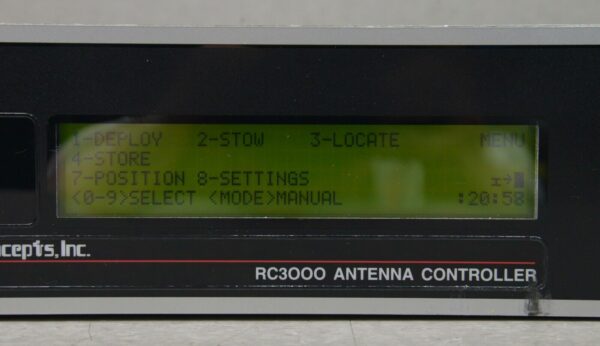 1-DEPLOY 2-STOW 3-LOCATE MENU
4-STORE
7-POSITION 8-SETTINGS
<0-9>SELECT <MODE>MANUAL :20:58
ncepts, Inc.
RC3000 ANTENNA CONTROLLER